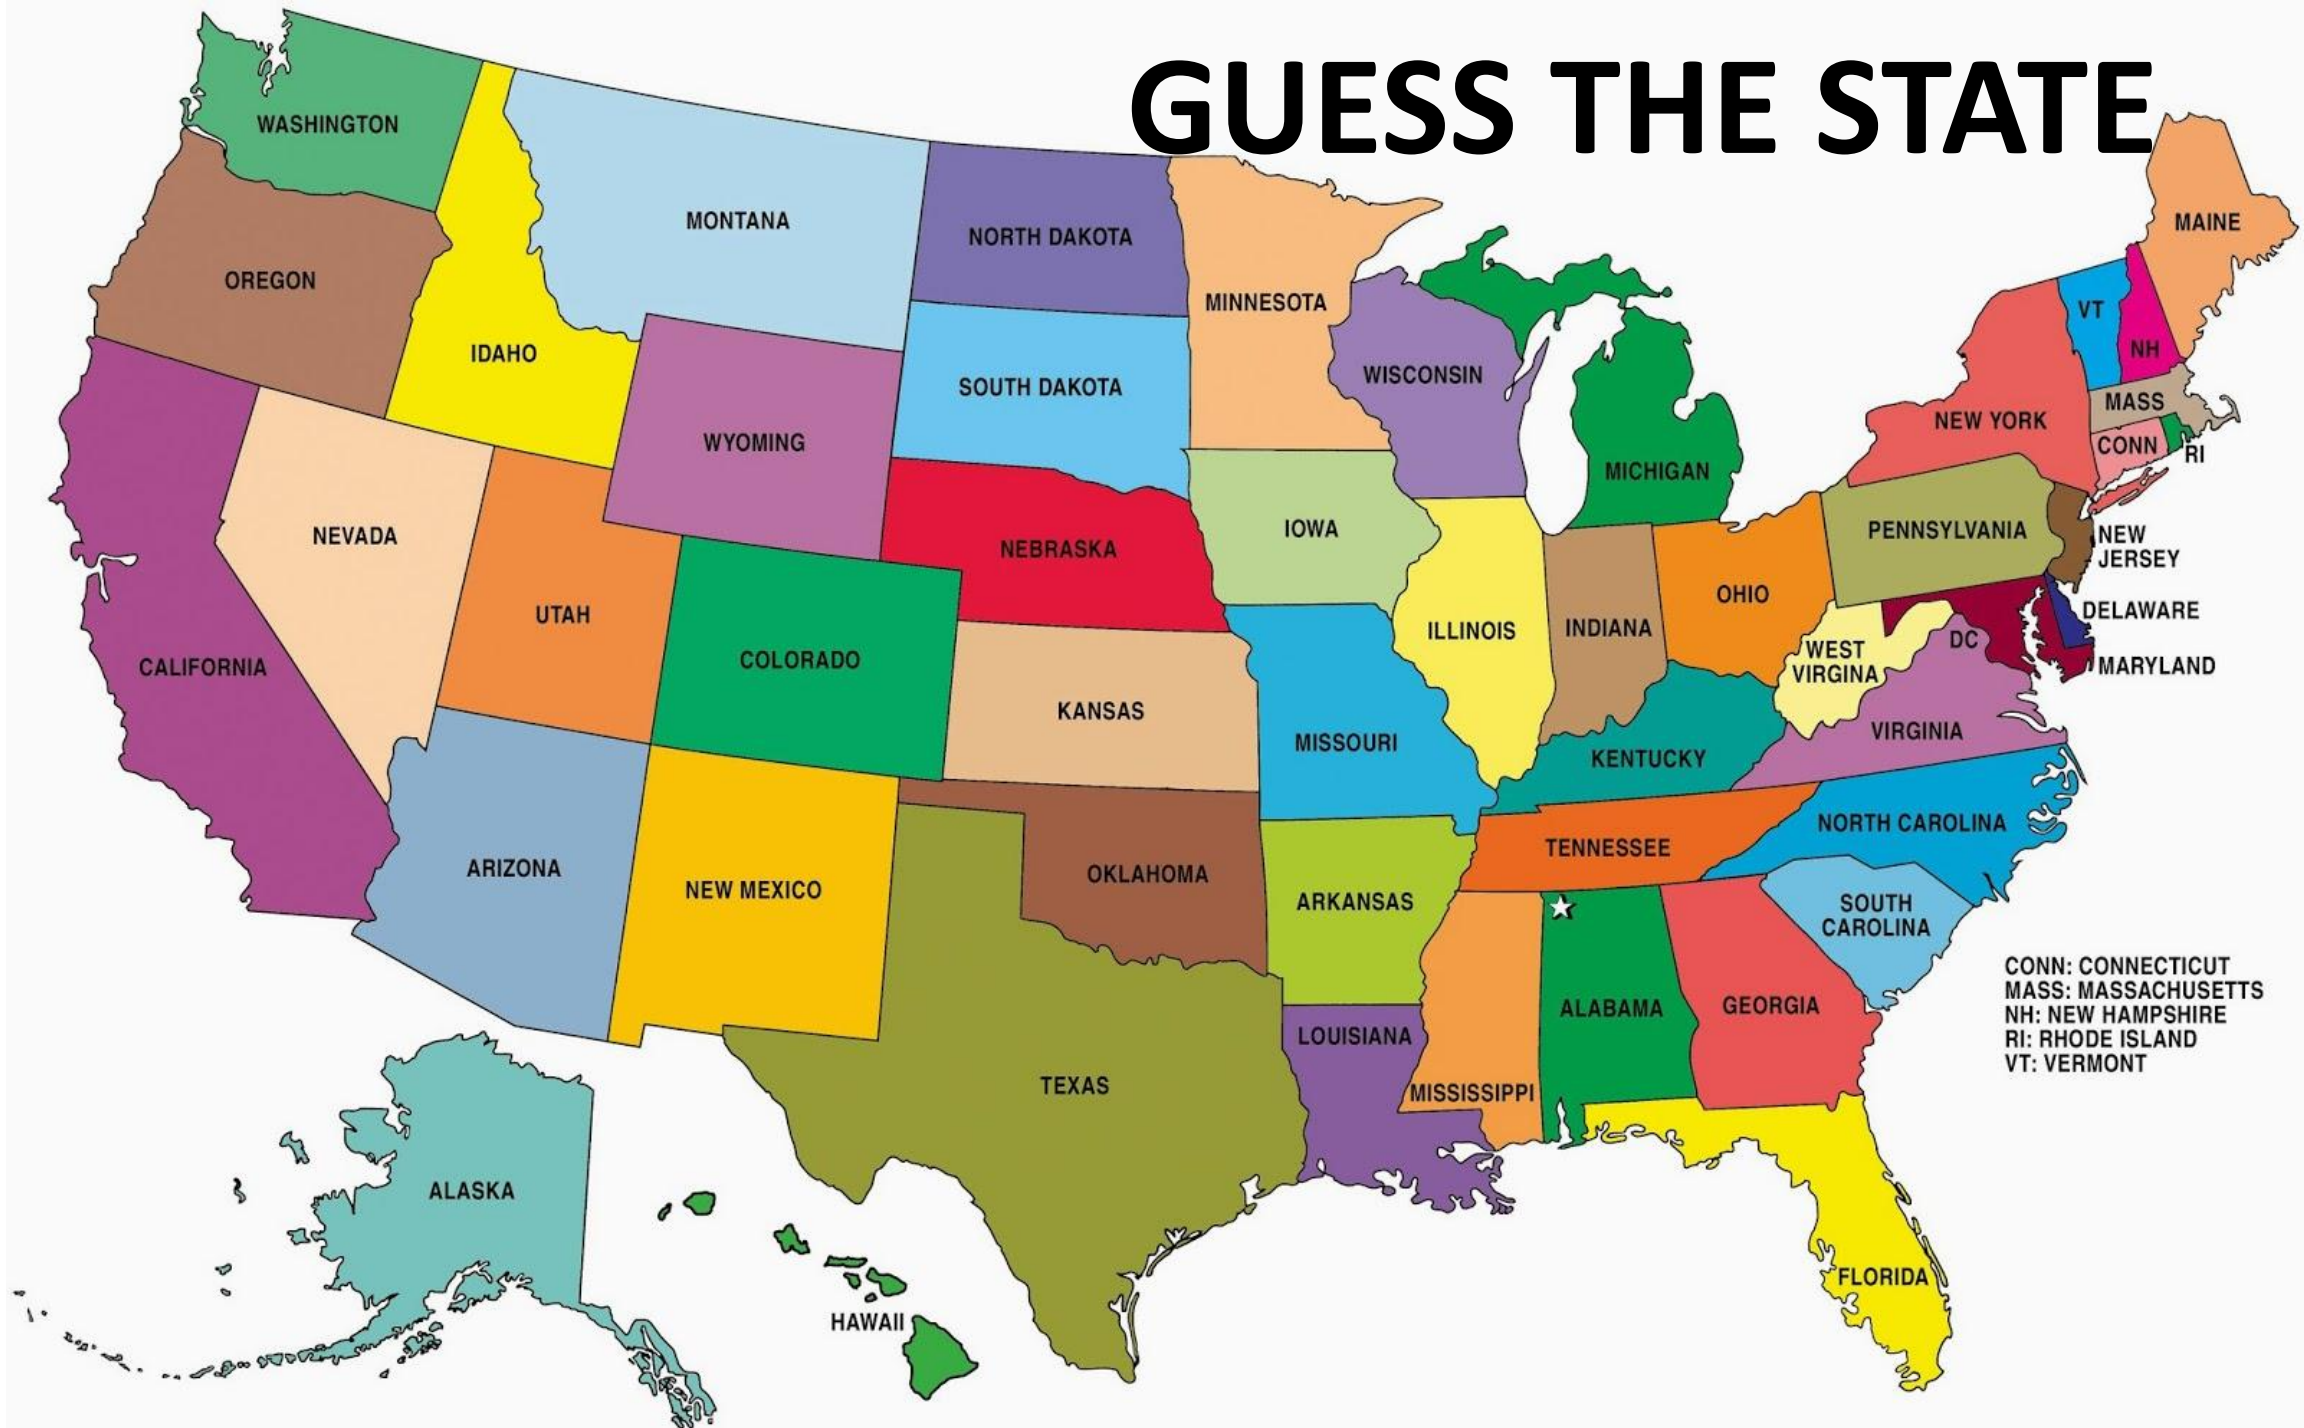 GUESS THE STATE
WASHINGTON
MONTANA
NORTH DAKOTA
MAINE
OREGON
MINNESOTA
VT
IDAHO
NH
SOUTH DAKOTA
WISCONSIN
MASS
WYOMING
NEW YORK
CONN
RI
MICHIGAN
NEVADA
NEBRASKA
IOWA
PENNSYLVANIA
NEW
JERSEY
UTAH
OHIO
DELAWARE
ILLINOIS
INDIANA
DC
WEST
VIRGINA
CALIFORNIA
COLORADO
MARYLAND
KANSAS
MISSOURI
VIRGINIA
KENTUCKY
NORTH CAROLINA
TENNESSEE
ARIZONA
NEW MEXICO
OKLAHOMA
ARKANSAS
SOUTH
CAROLINA
CONN: CONNECTICUT
MASS: MASSACHUSETTS
NH: NEW HAMPSHIRE
RI: RHODE ISLAND
VT: VERMONT
ALABAMA
GEORGIA
LOUISIANA
TEXAS
MISSISSIPPI
ALASKA
FLORIDA
HAWAII